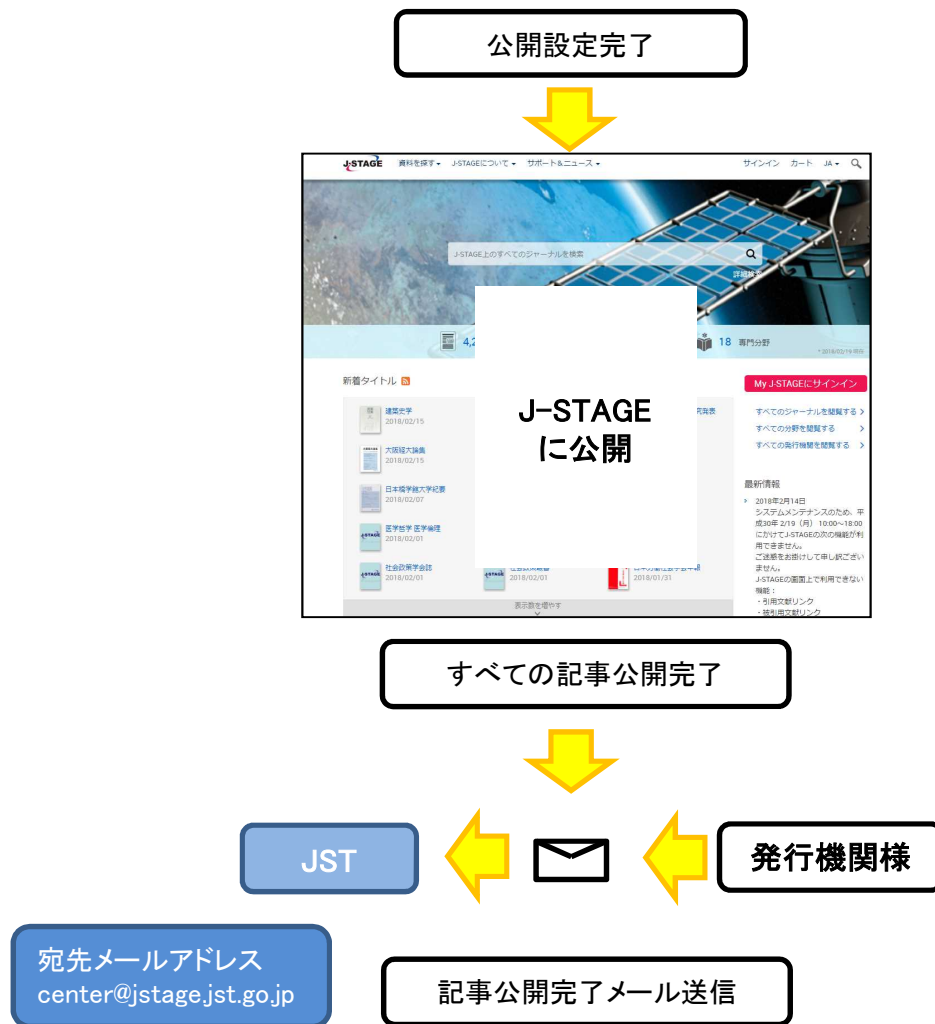 公開設定完了
J-STAGE 資料を探す J-STAGEについて サポート&ニュース サインイン カート JA
J-STAGE上のすべてのジャーナルを検索
詳細検索
4,2
18 専門分野
新着タイトル
My J-STAGEにサインイン
建築史学
2018/02/15
大阪経大論集
2018/02/15
日本橋学館大学紀要
2018/02/07
医学哲学 医学倫理
2018/02/01
社会政策学会誌
2018/02/01
2018/02/01
2018/01/31
表示数を増やす
J-STAGE
に公開
すべてのジャーナルを閲覧する
すべての分野を閲覧する
すべての発行機関を閲覧する
最新情報
2018年2月14日
システムメンテナンスのため、平
成30年 2/19（月） 10:00～18:00
にかけてJ-STAGEの次の機能が利
用できません。
ご迷惑をお掛けして申し訳ござい
ません。
J-STAGEの画面上で利用できない
機能：
・引用文献リンク
・被引用文献リンク
すべての記事公開完了
JST
発行機関様
宛先メールアドレス
center@jstage.jst.go.jp
記事公開完了メール送信